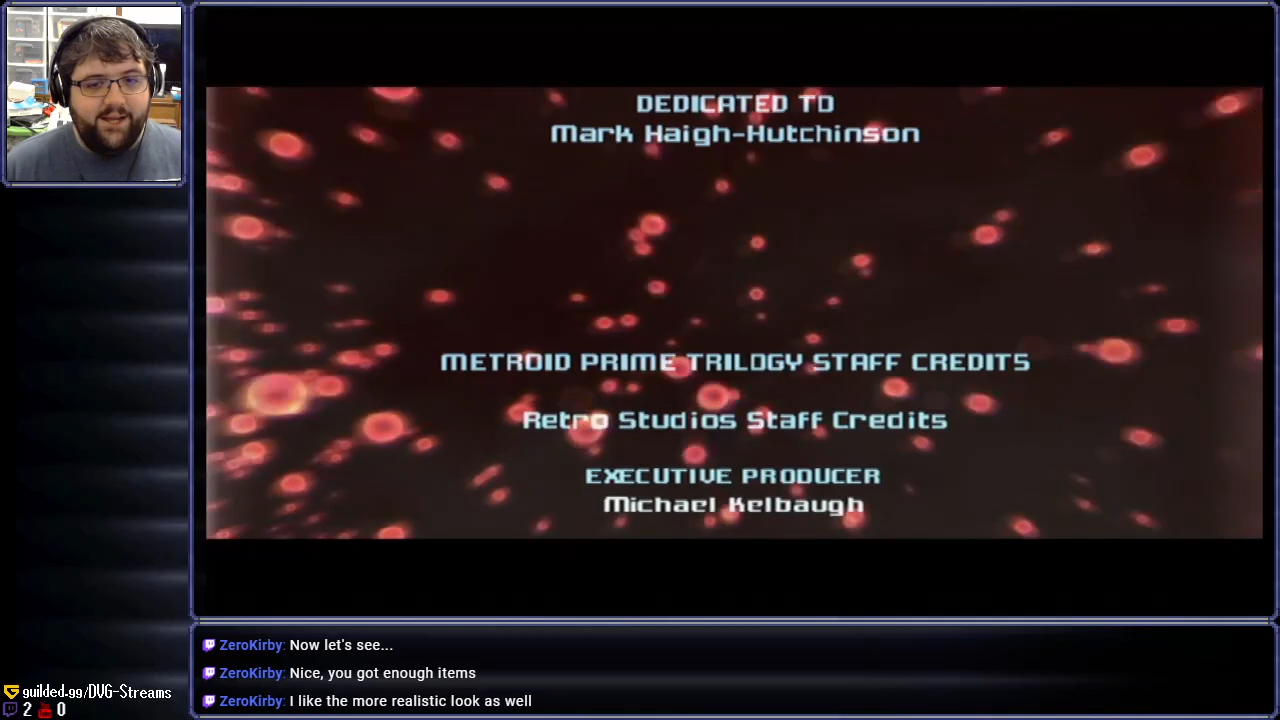 DEDICATED TO
Mark Haigh-Hutchinson
METROID PRIME TRILOGY STAFF CREDITS
Retro Studios Staff Credits
EXECUTIVE PRODUCER
Michael Kelbaugh
ZeroKirby: Now let's see...
ZeroKirby: Nice, you got enough items
ZeroKirby: I like the more realistic look as well
guilded.gg/DVG-Streams
2 0